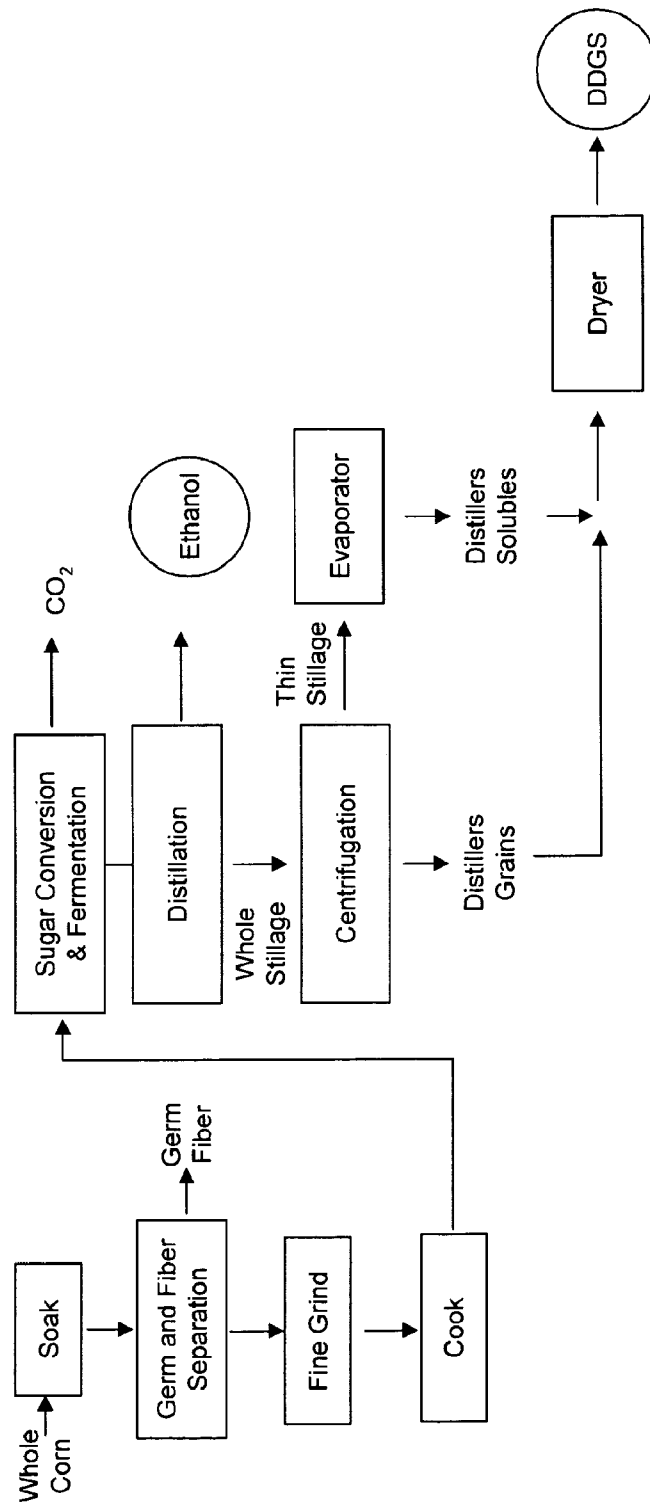 Whole
Corn
Soak
Germ and Fiber
Separation
Germ
Fiber
Fine Grind
Cook
Sugar Conversion
& Fermentation
CO₂
Distillation
Ethanol
Whole
Stillage
Centrifugation
Thin
Stillage
Evaporator
Distillers
Grains
Distillers
Solubles
Dryer
DDGS